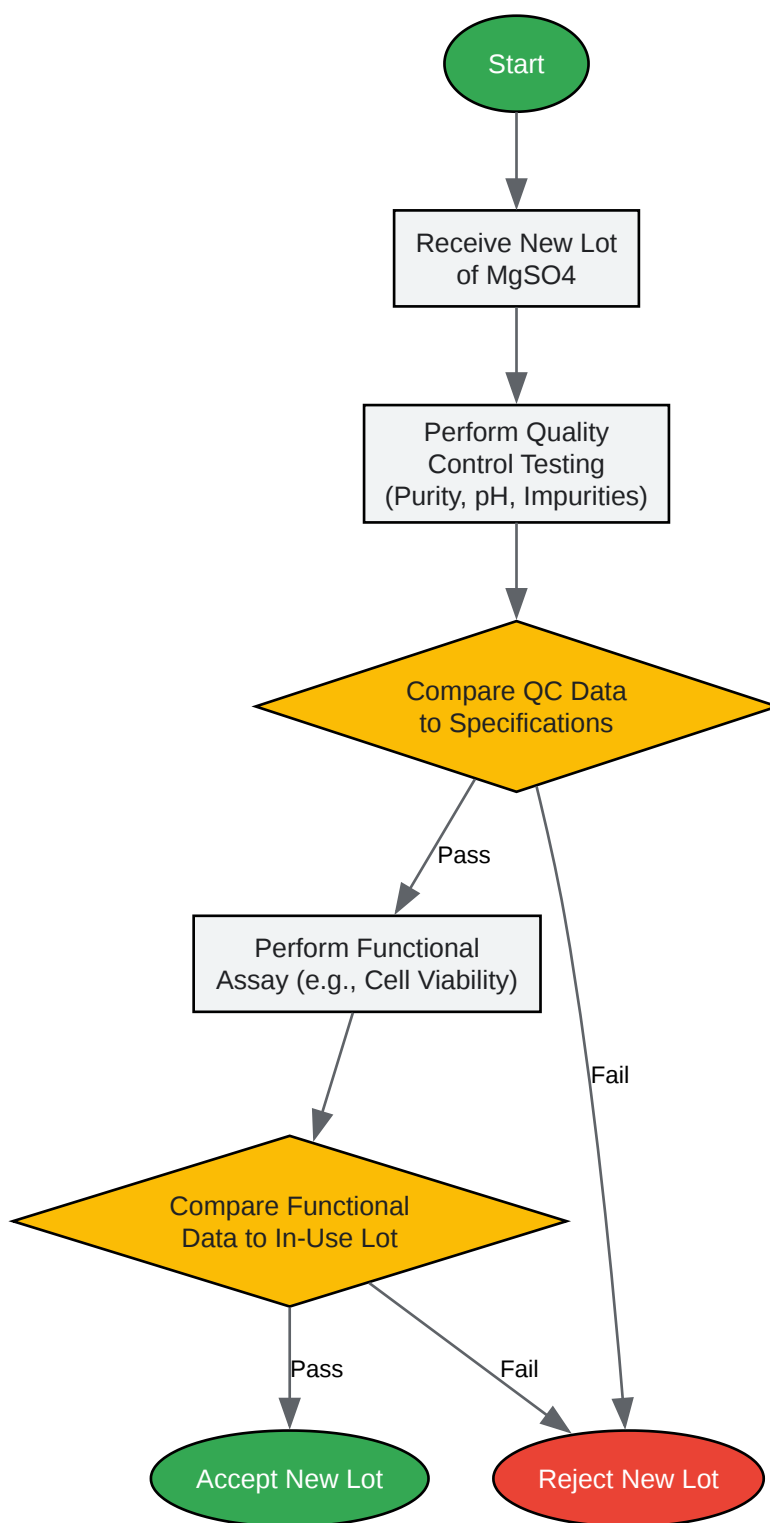 Start
Receive New Lot
of MgSO4
Perform Quality
Control Testing
(Purity, pH, Impurities)
Compare QC Data
to Specifications
Pass
Perform Functional
Assay (e.g., Cell Viability)
Fail
Compare Functional
Data to In-Use Lot
Pass
Fail
Accept New Lot
Reject New Lot